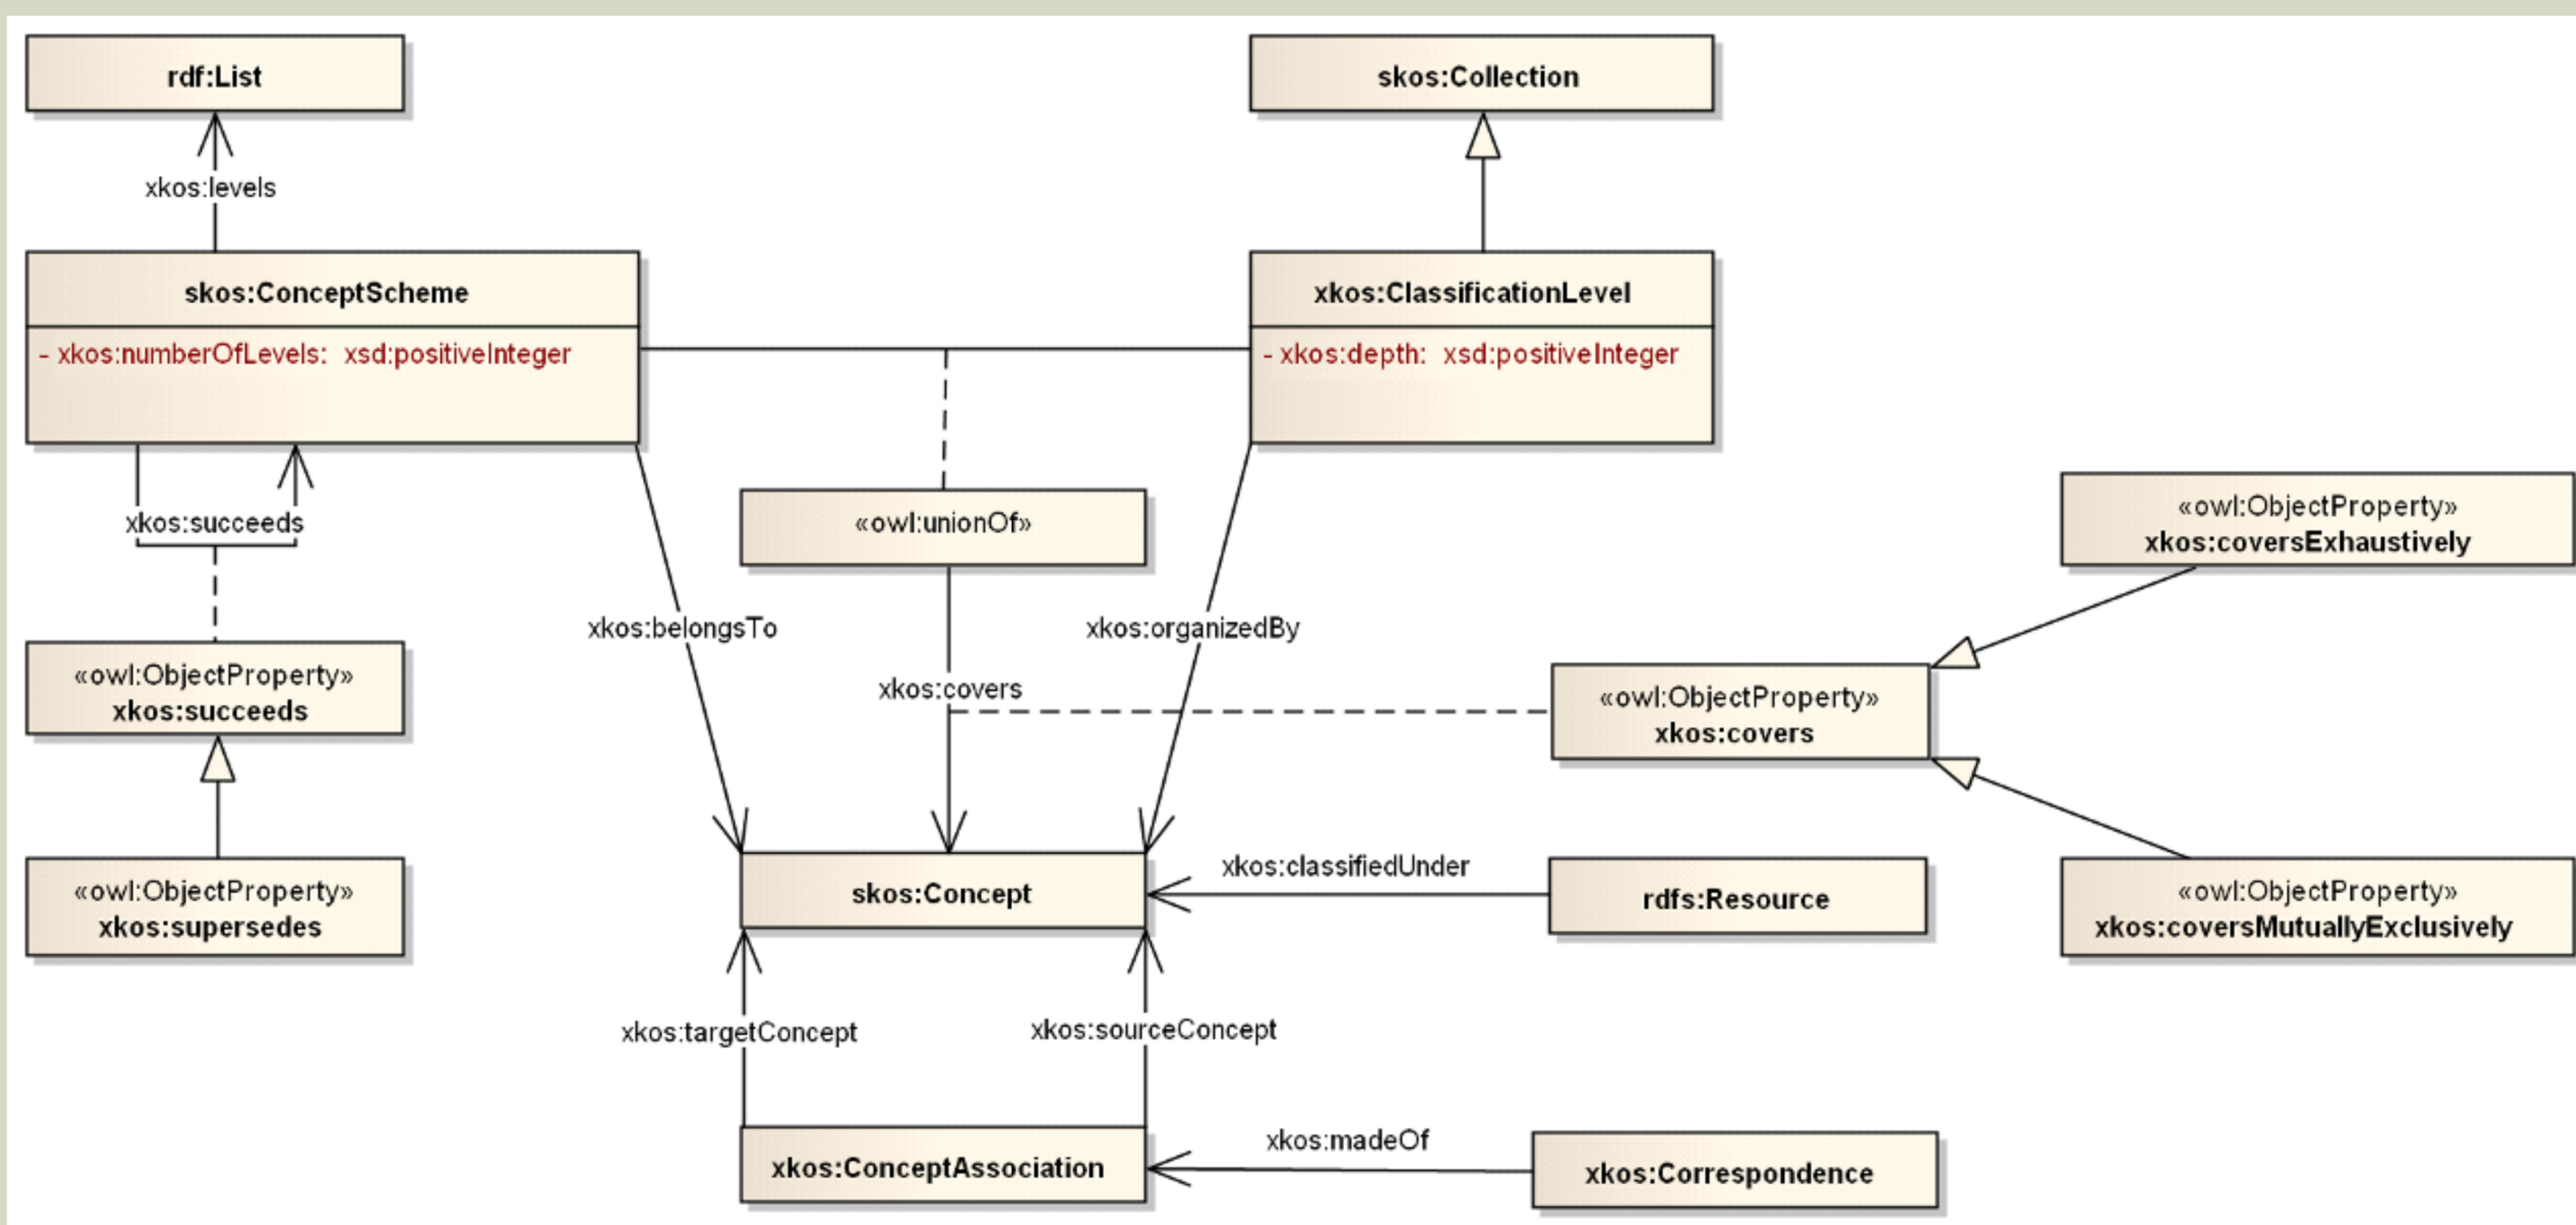 rdf:List
skos:Collection
xkos:levels
skos:ConceptScheme
- xkos:numberOfLevels: xsd:positiveInteger
xkos:ClassificationLevel
- xkos:depth: xsd:positiveInteger
xkos:succeeds
«owl:unionOf»
«owl:ObjectProperty»
xkos:coversExhaustively
xkos:belongsTo
xkos:organizedBy
«owl:ObjectProperty»
xkos:succeeds
xkos:covers
«owl:ObjectProperty»
xkos:covers
«owl:ObjectProperty»
xkos:supersedes
skos:Concept
xkos:classifiedUnder
rdfs:Resource
«owl:ObjectProperty»
xkos:coversMutuallyExclusively
xkos:targetConcept
xkos:sourceConcept
xkos:ConceptAssociation
xkos:madeOf
xkos:Correspondence